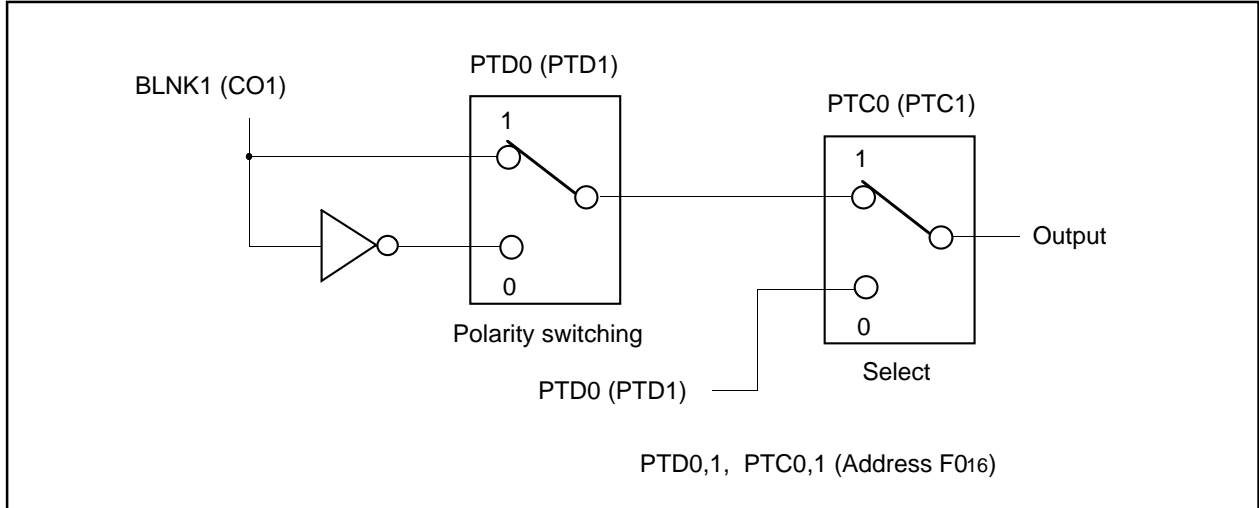 BLNK1 (CO1)
PTD0 (PTD1)
1
0
Polarity switching
PTD0 (PTD1)
PTC0 (PTC1)
1
0
Select
Output
PTD0,1, PTC0,1 (Address F016)